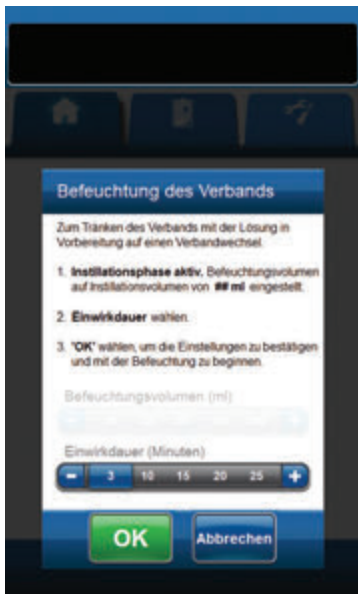 Befeuchtung des Verbands
Zum Tränken des Verbands mit der Lösung in
Vorbereitung auf einen Verbandwechsel.
1. Instillationsphase aktiv. Befeuchtungsvolumen
auf Instillationsvolumen von ## ml eingestellt.
2. Einwirkdauer wählen.
3. "OK" wählen, um die Einstellungen zu bestätigen
und mit der Befeuchtung zu beginnen.
Befeuchtungsvolumen (ml)
Einwirkdauer (Minuten)
- 3 10 15 20 25 +
OK Abbrechen